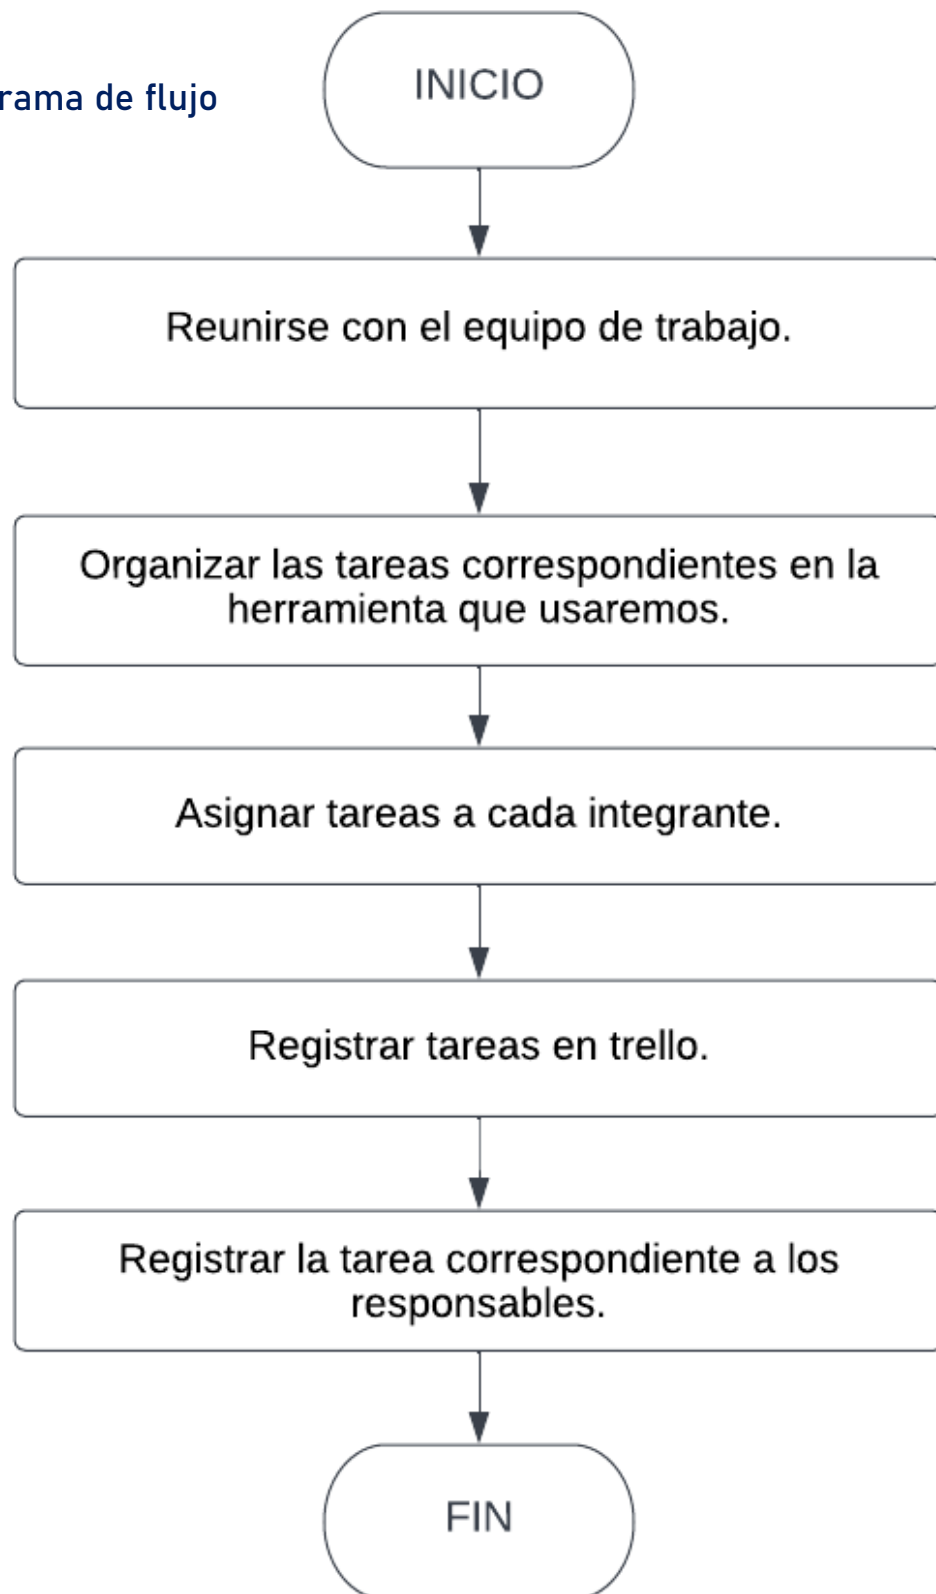 INICIO
rama de flujo
Reunirse con el equipo de trabajo.
Organizar las tareas correspondientes en la
herramienta que usaremos.
Asignar tareas a cada integrante.
Registrar tareas en trello.
Registrar la tarea correspondiente a los
responsables.
FIN